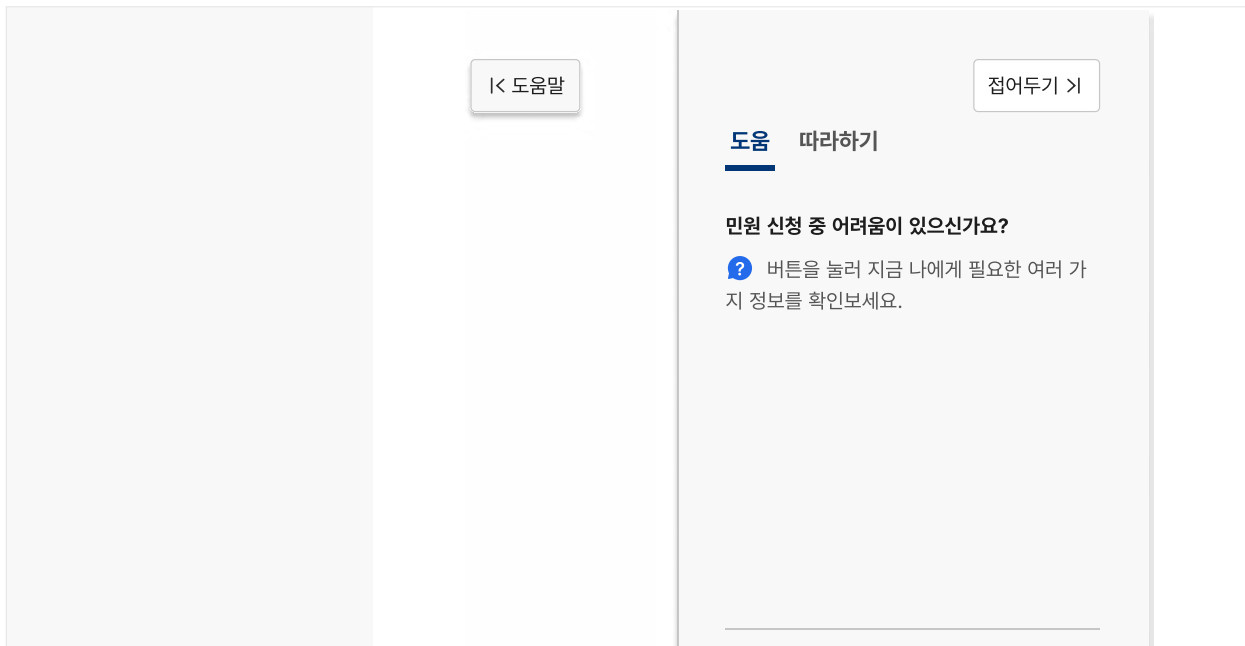 도움말
접어두기
도움 따라하기
민원 신청 중 어려움이 있으신가요?
? 버튼을 눌러 지금 나에게 필요한 여러 가
지 정보를 확인보세요.